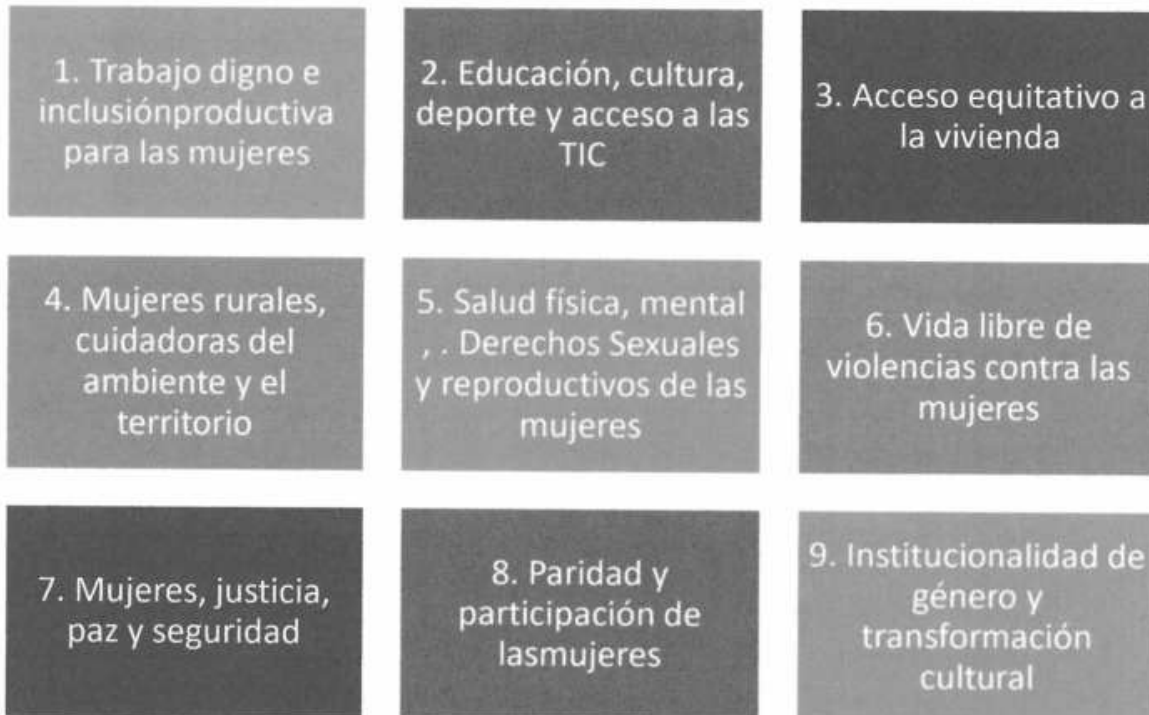 1. Trabajo digno e
inclusiónproductiva
para las mujeres
2. Educación, cultura,
deporte y acceso a las
TIC
3. Acceso equitativo a
la vivienda
4. Mujeres rurales,
cuidadoras del
ambiente y el
territorio
5. Salud física, mental
, . Derechos Sexuales
y reproductivos de las
mujeres
6. Vida libre de
violencias contra las
mujeres
7. Mujeres, justicia,
paz y seguridad
8. Paridad y
participación de
lasmujeres
9. Institucionalidad de
género y
transformación
cultural